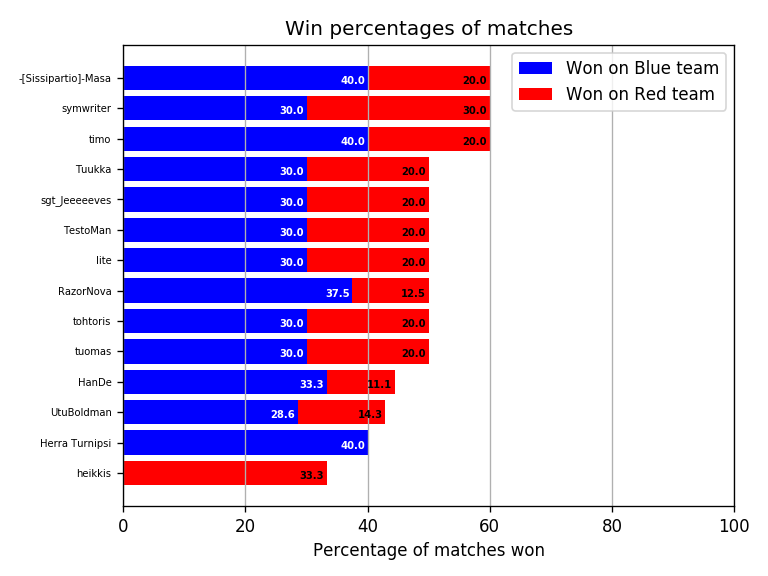 Win percentages of matches
Won on Blue team
Won on Red team
-[Sissipartio]-Masa 40.0 20.0
symwriter 30.0 30.0
timo 40.0 20.0
Tuukka 30.0 20.0
sgt_Jeeeeeves 30.0 20.0
TestoMan 30.0 20.0
lite 30.0 20.0
RazorNova 37.5 12.5
tohtoris 30.0 20.0
tuomas 30.0 20.0
HanDe 33.3 11.1
UtuBoldman 28.6 14.3
Herra Turnipsi 40.0
heikkis 33.3
0 20 40 60 80 100
Percentage of matches won